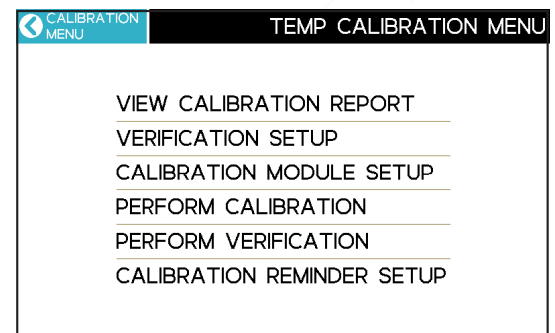 CALIBRATION
MENU
TEMP CALIBRATION MENU
VIEW CALIBRATION REPORT
VERIFICATION SETUP
CALIBRATION MODULE SETUP
PERFORM CALIBRATION
PERFORM VERIFICATION
CALIBRATION REMINDER SETUP